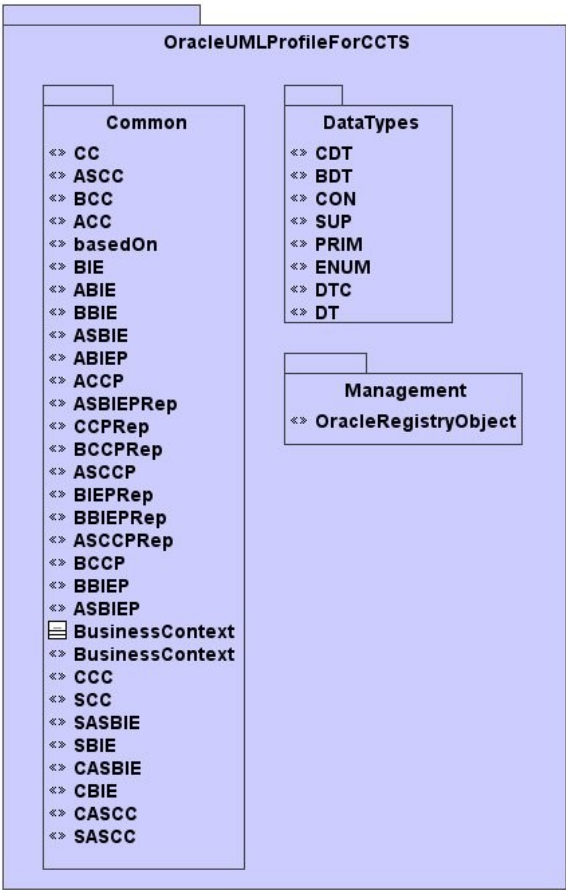 OracleUMLProfileForCCTS
Common
«» CC
«» ASCC
«» BCC
«» ACC
«» basedOn
«» BIE
«» ABIE
«» BBIE
«» ASBIE
«» ABIEP
«» ACCP
«» ASBIEPRep
«» CCPRep
«» BCCPRep
«» ASCCP
«» BIEPRep
«» BBIEPRep
«» ASCCPRep
«» BCCP
«» BBIEP
«» ASBIEP
BusinessContext
«» BusinessContext
«» CCC
«» SCC
«» SASBIE
«» SBIE
«» CASBIE
«» CBIE
«» CASCC
«» SASCC
DataTypes
«» CDT
«» BDT
«» CON
«» SUP
«» PRIM
«» ENUM
«» DTC
«» DT
Management
«» OracleRegistryObject